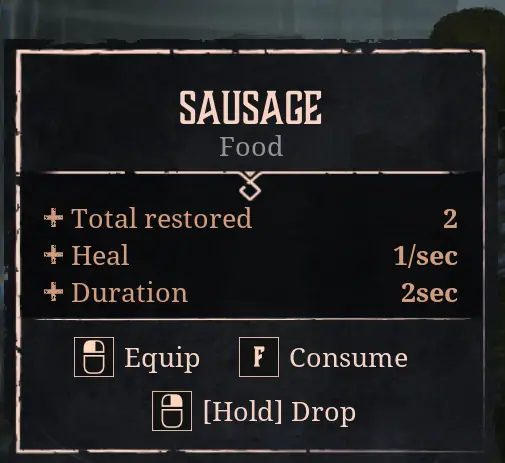 SAUSAGE
Food
Total restored 2
Heal 1/sec
Duration 2sec
Equip F Consume
[Hold] Drop